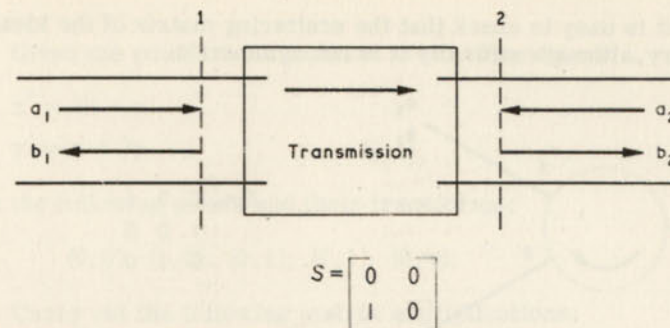 1 2
a₁ a₂
b₁ Transmission b₂
S = [0 0
1 0]